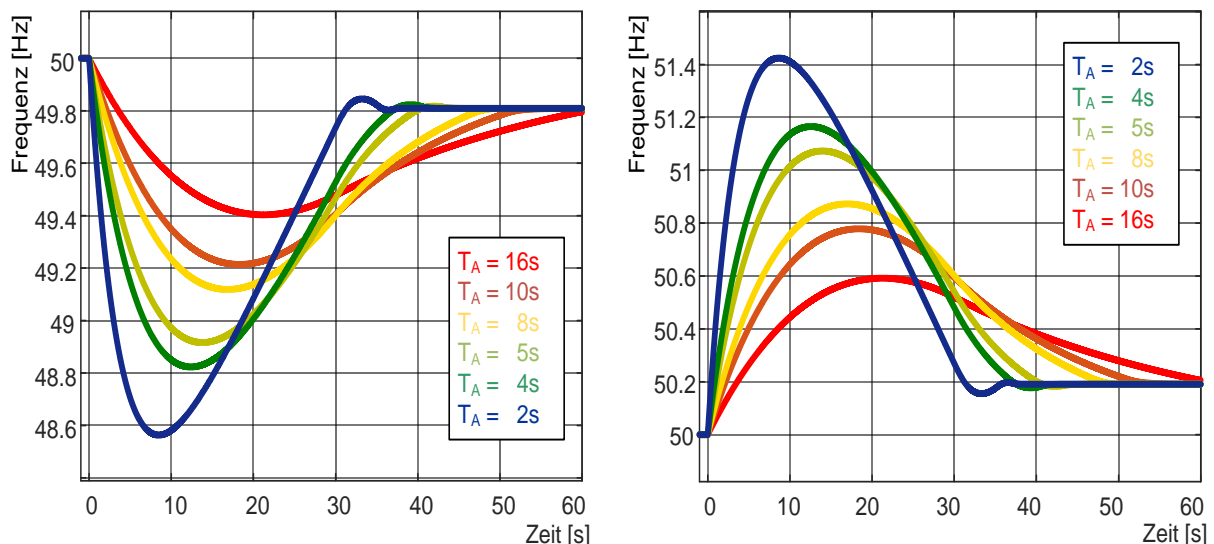 Frequenz [Hz]
50
49.8
49.6
49.4
49.2
49
48.8
48.6
0 10 20 30 40 50 60
Zeit [s]
T_A = 16s
T_A = 10s
T_A = 8s
T_A = 5s
T_A = 4s
T_A = 2s
Frequenz [Hz]
51.4
51.2
51
50.8
50.6
50.4
50.2
50
0 10 20 30 40 50 60
Zeit [s]
T_A = 2s
T_A = 4s
T_A = 5s
T_A = 8s
T_A = 10s
T_A = 16s